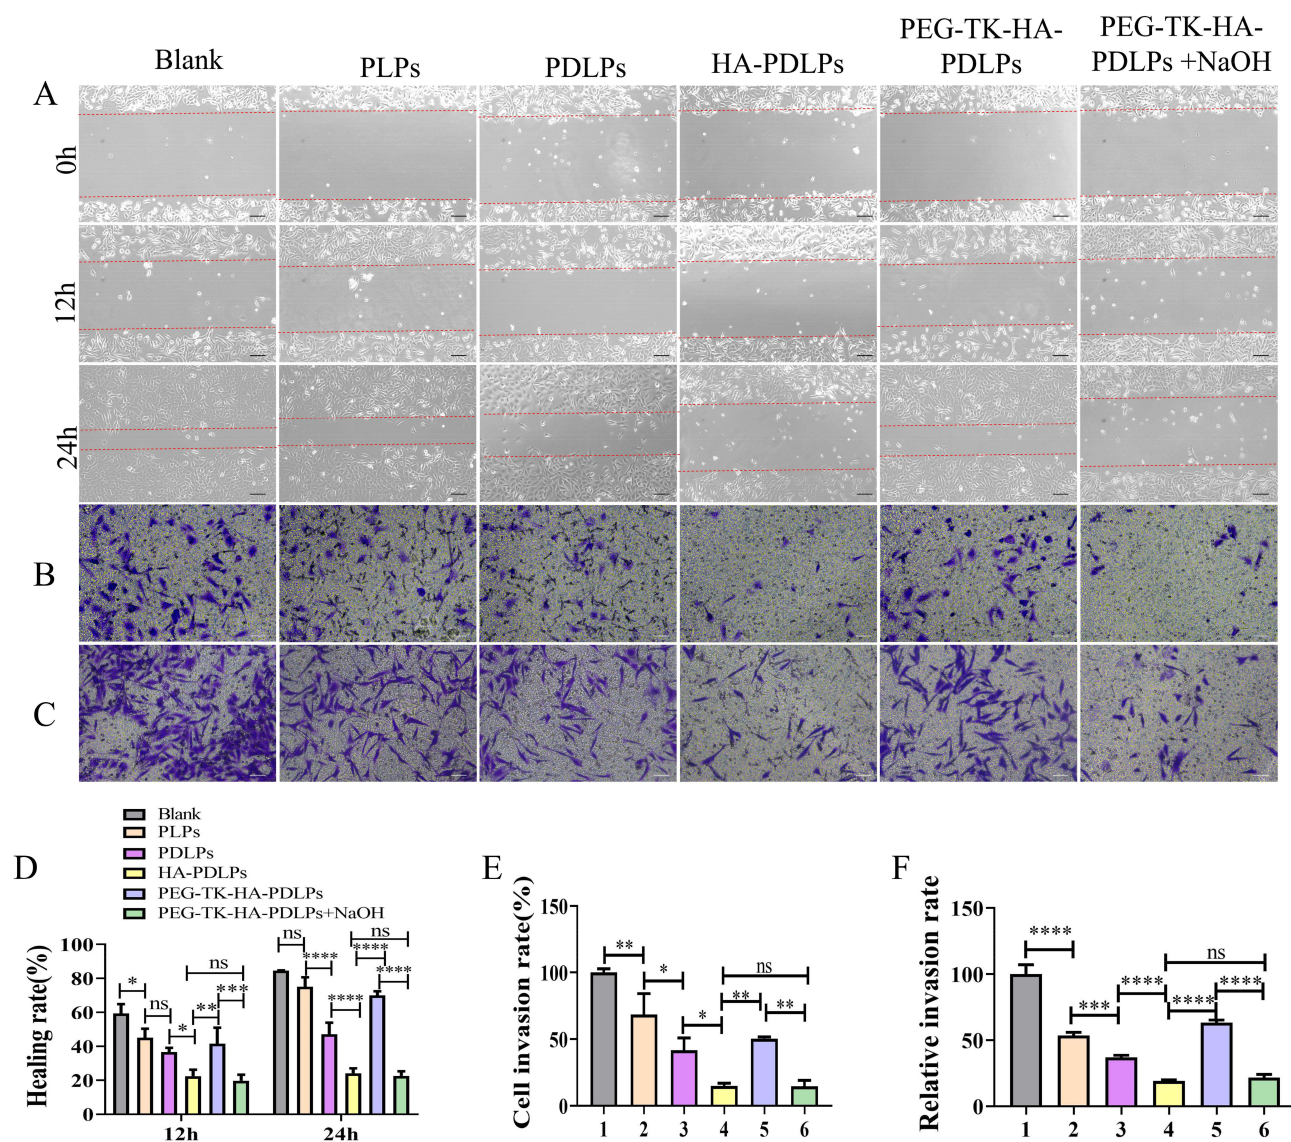 Blank
PLPs
PDLPs
HA-PDLPs
PEG-TK-HA-
PDLPs
PEG-TK-HA-
PDLPs +NaOH
A
0h
12h
24h
B
C
Blank
PLPs
PDLPs
HA-PDLPs
PEG-TK-HA-PDLPs
PEG-TK-HA-PDLPs+NaOH
D
Healing rate(%)
100
80
60
40
20
0
*
ns
*
**
***
ns
ns
****
****
****
****
ns
12h
24h
E
Cell invasion rate(%)
150
100
50
0
**
*
*
**
**
ns
1 2 3 4 5 6
F
Relative invasion rate
150
100
50
0
****
***
****
****
****
ns
1 2 3 4 5 6